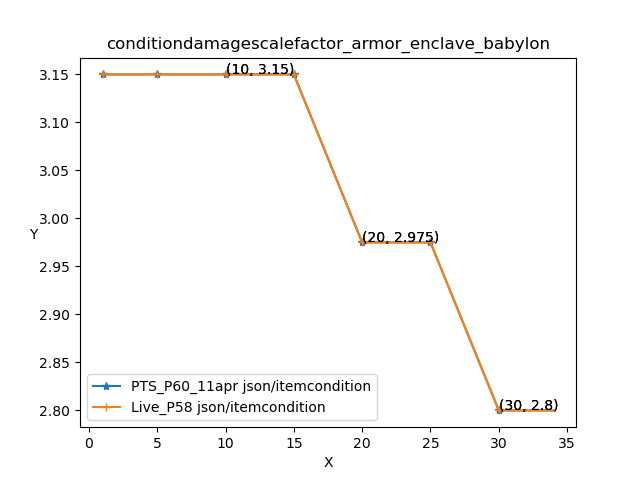 conditiondamagescalefactor_armor_enclave_babylon
3.15
3.10
3.05
3.00
2.95
2.90
2.85
2.80
Y
(10, 3.15)
(20, 2.975)
(30, 2.8)
PTS_P60_11apr json/itemcondition
Live_P58 json/itemcondition
0 5 10 15 20 25 30 35
X